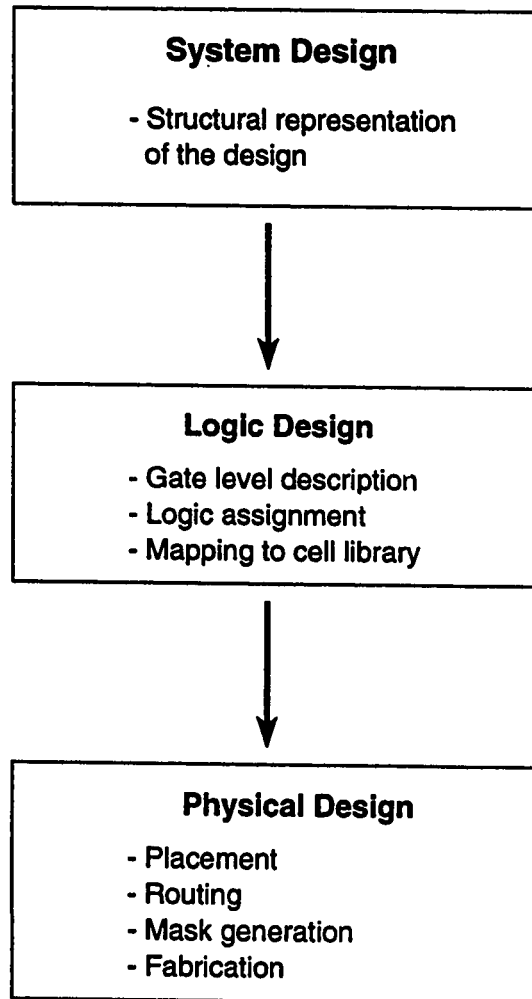 System Design
- Structural representation
of the design
Logic Design
- Gate level description
- Logic assignment
- Mapping to cell library
Physical Design
- Placement
- Routing
- Mask generation
- Fabrication